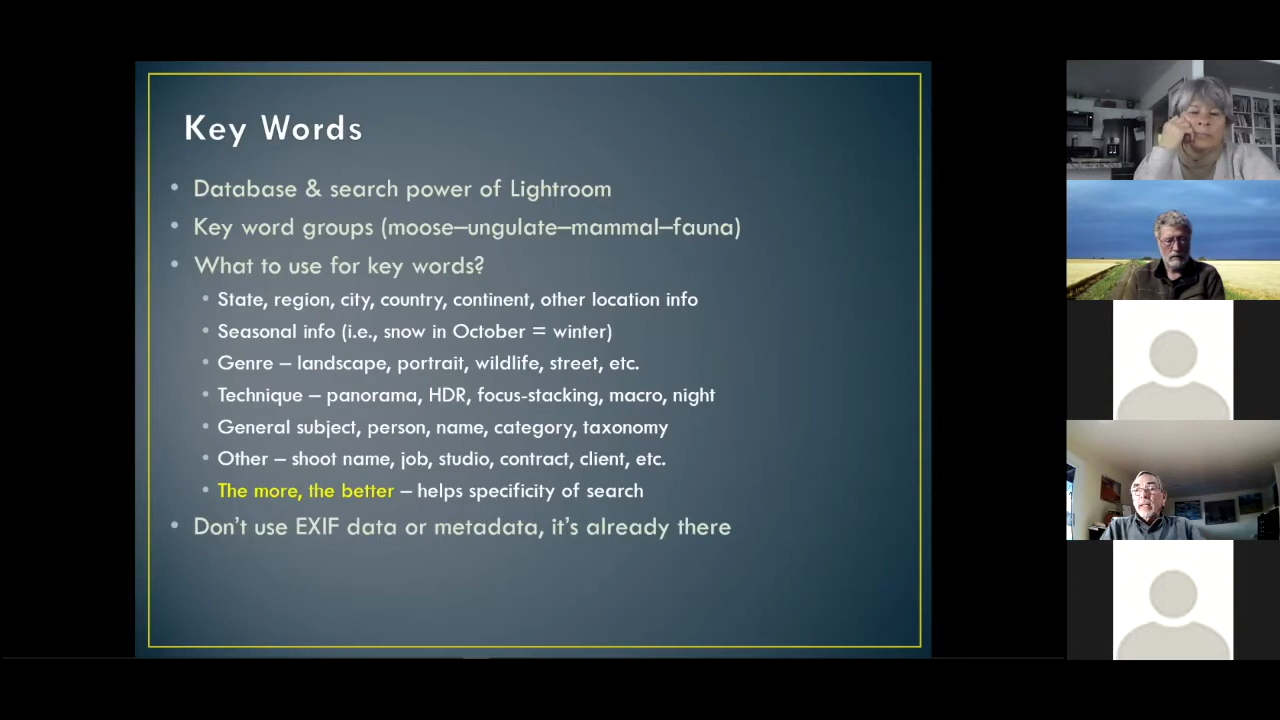 Key Words
• Database & search power of Lightroom
• Key word groups (moose–ungulate–mammal–fauna)
• What to use for key words?
• State, region, city, country, continent, other location info
• Seasonal info (i.e., snow in October = winter)
• Genre – landscape, portrait, wildlife, street, etc.
• Technique – panorama, HDR, focus-stacking, macro, night
• General subject, person, name, category, taxonomy
• Other – shoot name, job, studio, contract, client, etc.
• The more, the better – helps specificity of search
• Don't use EXIF data or metadata, it's already there